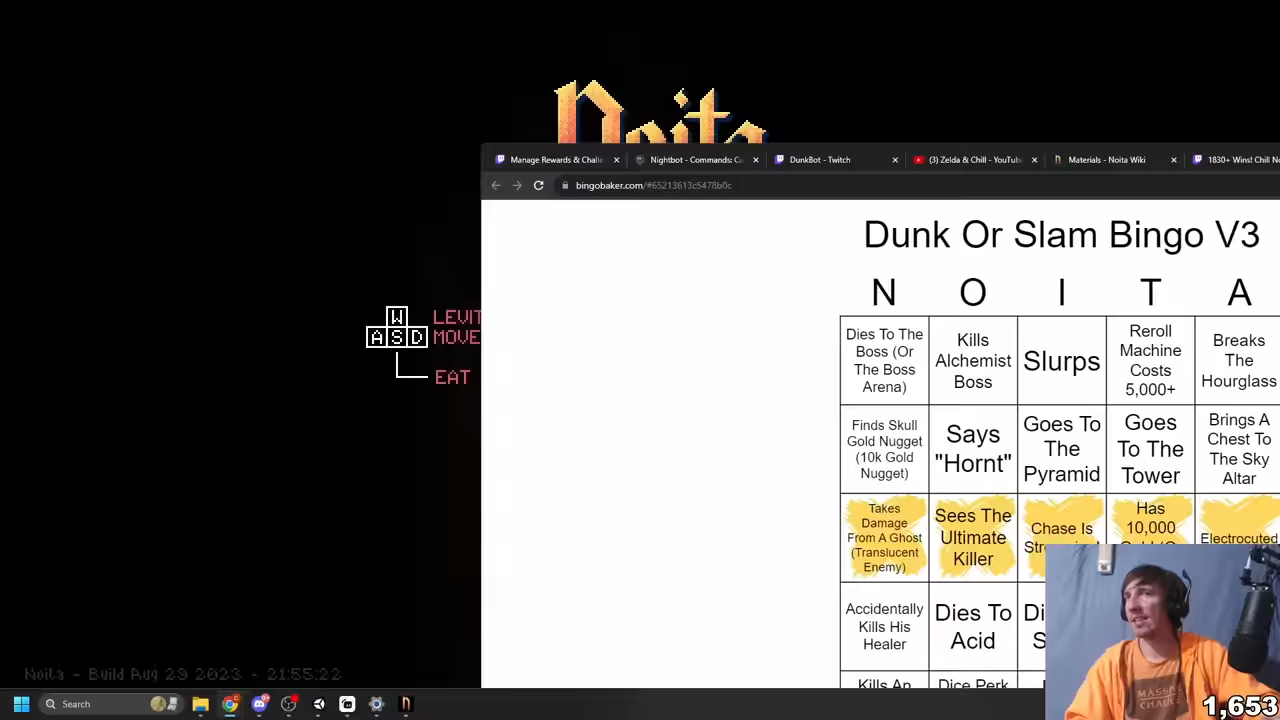 Noita
Manage Rewards & Challe
Nightbot - Commands: C
DunkBot - Twitch
(3) Zelda & Chill - YouTube
Materials - Noita Wiki
1830+ Wins! Chill No
bingobaker.com/#65213613c5478b0c
Dunk Or Slam Bingo V3
N O I T A
Dies To The
Boss (Or
The Boss
Arena)
Kills
Alchemist
Boss
Slurps
Reroll
Machine
Costs
5,000+
Breaks
The
Hourglass
Finds Skull
Gold Nugget
(10k Gold
Nugget)
Says
"Hornt"
Goes To
The
Pyramid
Goes
To The
Tower
Brings A
Chest To
The Sky
Altar
Takes
Damage
From A Ghost
(Translucent
Enemy)
Sees The
Ultimate
Killer
Chase Is
Has
10,000
Electrocuted
Accidentally
Kills His
Healer
Dies To
Acid
Kills An
Dice Perk
W
A S D
LEVIT
MOVE
EAT
Noita - Build Aug 29 2023 - 21:55:22
Search
MASSIVE
1,653